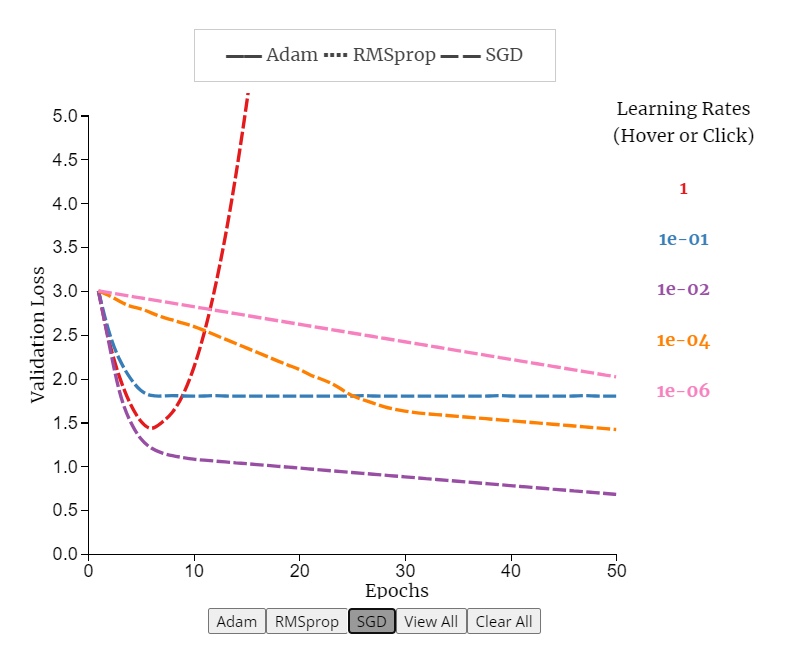 Adam RMSprop SGD
Learning Rates
(Hover or Click)
1
1e-01
1e-02
1e-04
1e-06
Validation Loss
5.0
4.5
4.0
3.5
3.0
2.5
2.0
1.5
1.0
0.5
0.0
0 10 20 30 40 50
Epochs
Adam RMSprop SGD View All Clear All